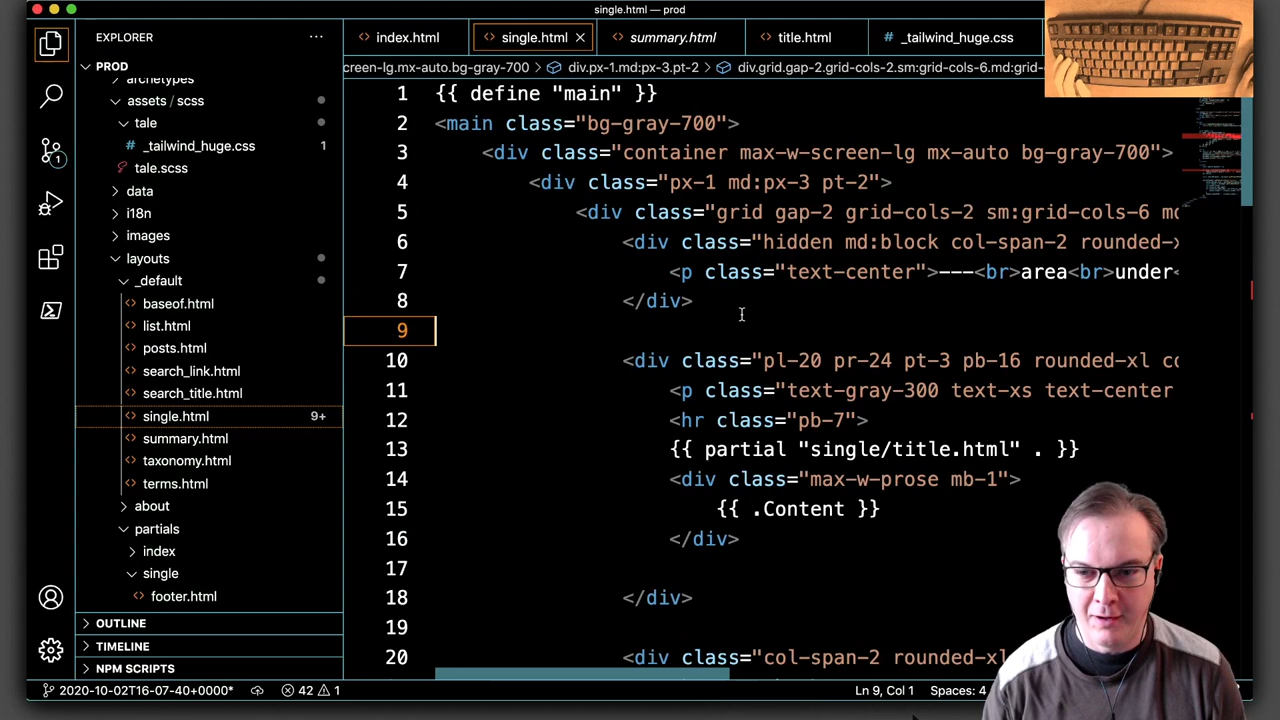 single.html — prod
EXPLORER
PROD
archetypes
assets / scss
tale
_tailwind_huge.css 1
tale.scss
data
i18n
images
layouts
_default
baseof.html
list.html
posts.html
search_link.html
search_title.html
single.html 9+
summary.html
taxonomy.html
terms.html
about
partials
index
single
footer.html
OUTLINE
TIMELINE
NPM SCRIPTS
1
index.html single.html summary.html title.html _tailwind_huge.css
creen-lg.mx-auto.bg-gray-700 > div.px-1.md:px-3.pt-2 > div.grid.gap-2.grid-cols-2.sm:grid-cols-6.md:grid-
1 {{ define "main" }}
2 <main class="bg-gray-700">
3 <div class="container max-w-screen-lg mx-auto bg-gray-700">
4 <div class="px-1 md:px-3 pt-2">
5 <div class="grid gap-2 grid-cols-2 sm:grid-cols-6 md
6 <div class="hidden md:block col-span-2 rounded-x
7 <p class="text-center">---<br>area<br>under<
8 </div>
9
10 <div class="pl-20 pr-24 pt-3 pb-16 rounded-xl co
11 <p class="text-gray-300 text-xs text-center
12 <hr class="pb-7">
13 {{ partial "single/title.html" . }}
14 <div class="max-w-prose mb-1">
15 {{ .Content }}
16 </div>
17
18 </div>
19
20 <div class="col-span-2 rounded-xl
2020-10-02T16-07-40+0000* 42 1 Ln 9, Col 1 Spaces: 4